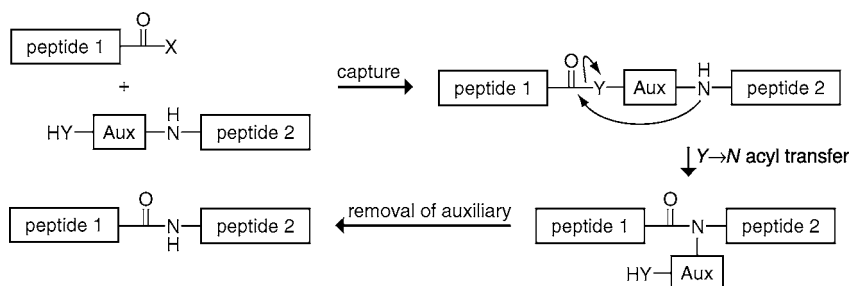 O
peptide 1
X
+
HY
Aux
H
N
peptide 2
capture
O
H
peptide 1
Y
Aux
N
peptide 2
Y→N acyl transfer
O
peptide 1
N
H
peptide 2
removal of auxiliary
O
peptide 1
N
peptide 2
HY
Aux